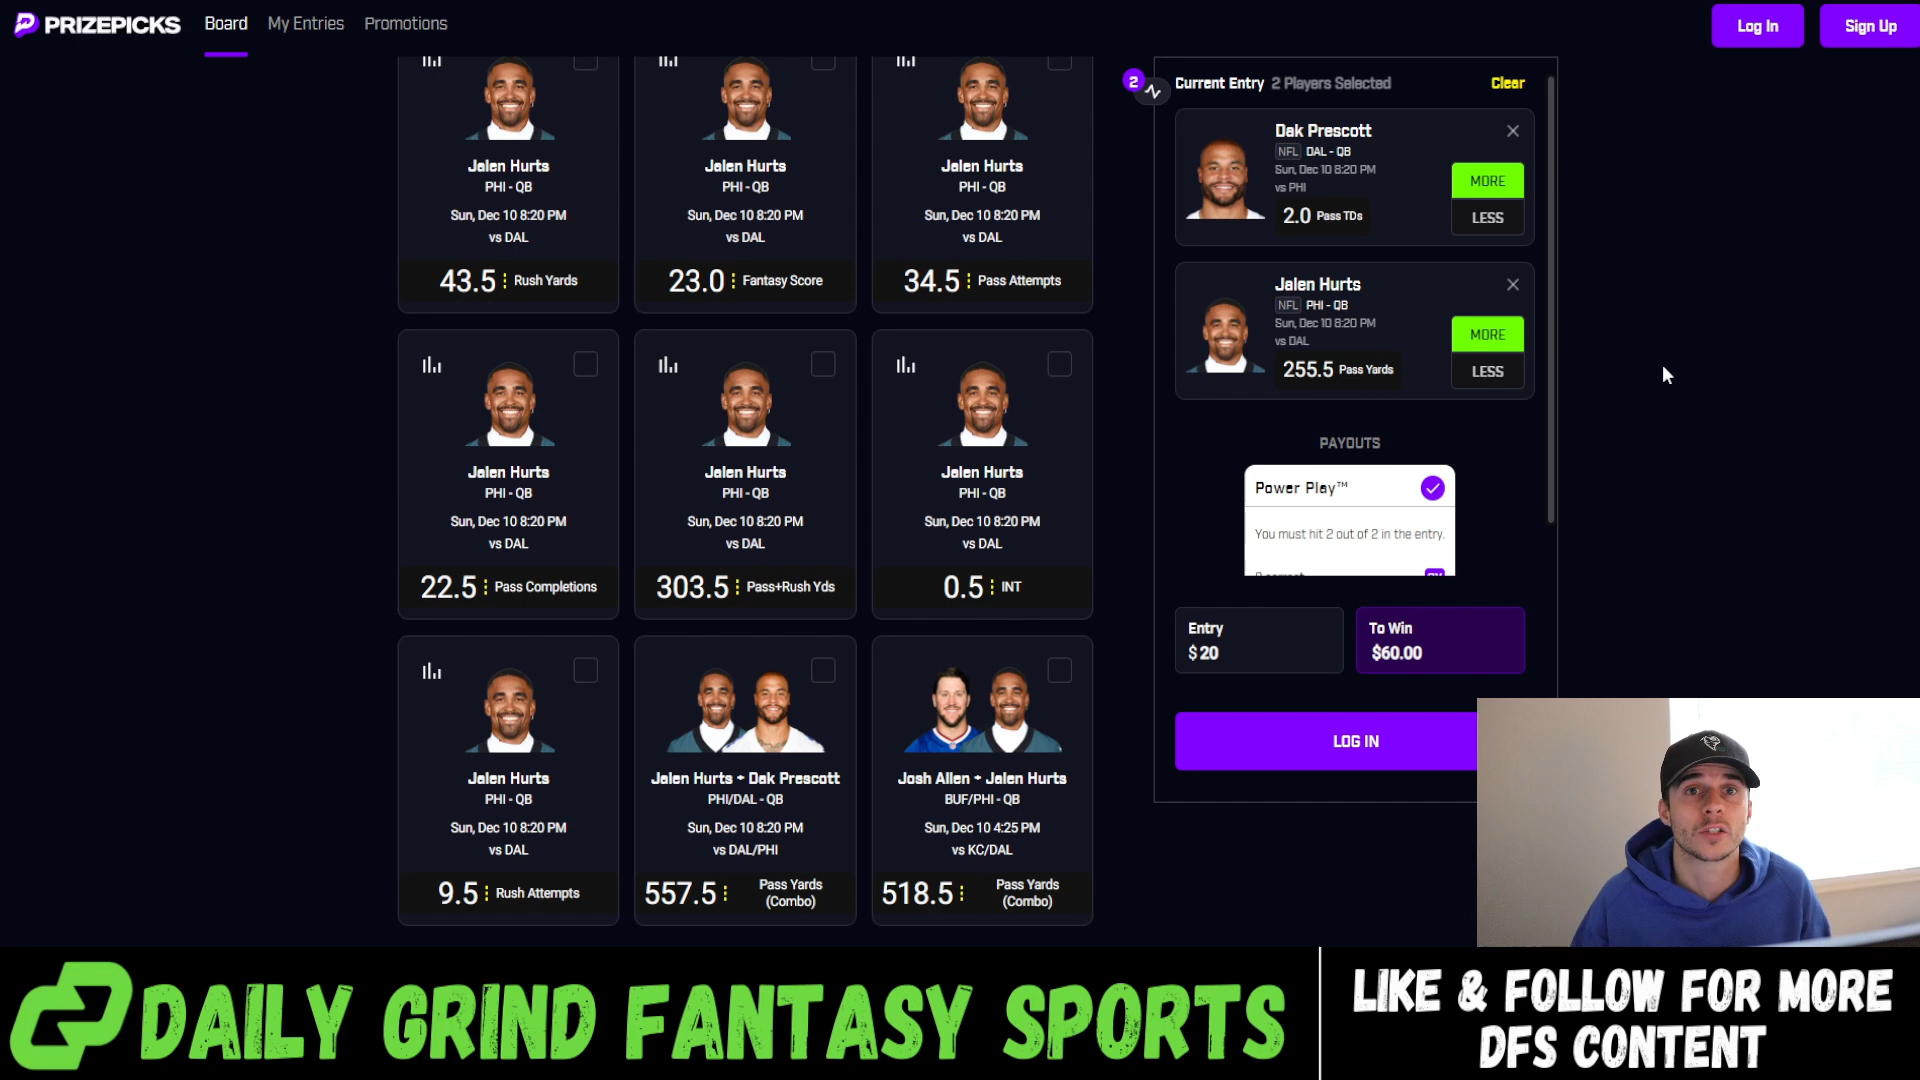 PRIZEPICKS
Board
My Entries
Promotions
Log In
Sign Up
Jalen Hurts
PHI - QB
Sun, Dec 10 8:20 PM
vs DAL
43.5 Rush Yards
Jalen Hurts
PHI - QB
Sun, Dec 10 8:20 PM
vs DAL
23.0 Fantasy Score
Jalen Hurts
PHI - QB
Sun, Dec 10 8:20 PM
vs DAL
34.5 Pass Attempts
Jalen Hurts
PHI - QB
Sun, Dec 10 8:20 PM
vs DAL
22.5 Pass Completions
Jalen Hurts
PHI - QB
Sun, Dec 10 8:20 PM
vs DAL
303.5 Pass+Rush Yds
Jalen Hurts
PHI - QB
Sun, Dec 10 8:20 PM
vs DAL
0.5 INT
Jalen Hurts
PHI - QB
Sun, Dec 10 8:20 PM
vs DAL
9.5 Rush Attempts
Jalen Hurts + Dak Prescott
PHI/DAL - QB
Sun, Dec 10 8:20 PM
vs DAL/PHI
557.5 Pass Yards
(Combo)
Josh Allen + Jalen Hurts
BUF/PHI - QB
Sun, Dec 10 4:25 PM
vs KC/DAL
518.5 Pass Yards
(Combo)
2
Current Entry 2 Players Selected
Clear
Dak Prescott
NFL DAL - QB
Sun, Dec 10 8:20 PM
vs PHI
2.0 Pass TDs
MORE
LESS
Jalen Hurts
NFL PHI - QB
Sun, Dec 10 8:20 PM
vs DAL
255.5 Pass Yards
MORE
LESS
PAYOUTS
Power Play™
You must hit 2 out of 2 in the entry.
Entry
$ 20
To Win
$60.00
LOG IN
DAILY GRIND FANTASY SPORTS
LIKE & FOLLOW FOR MORE
DFS CONTENT